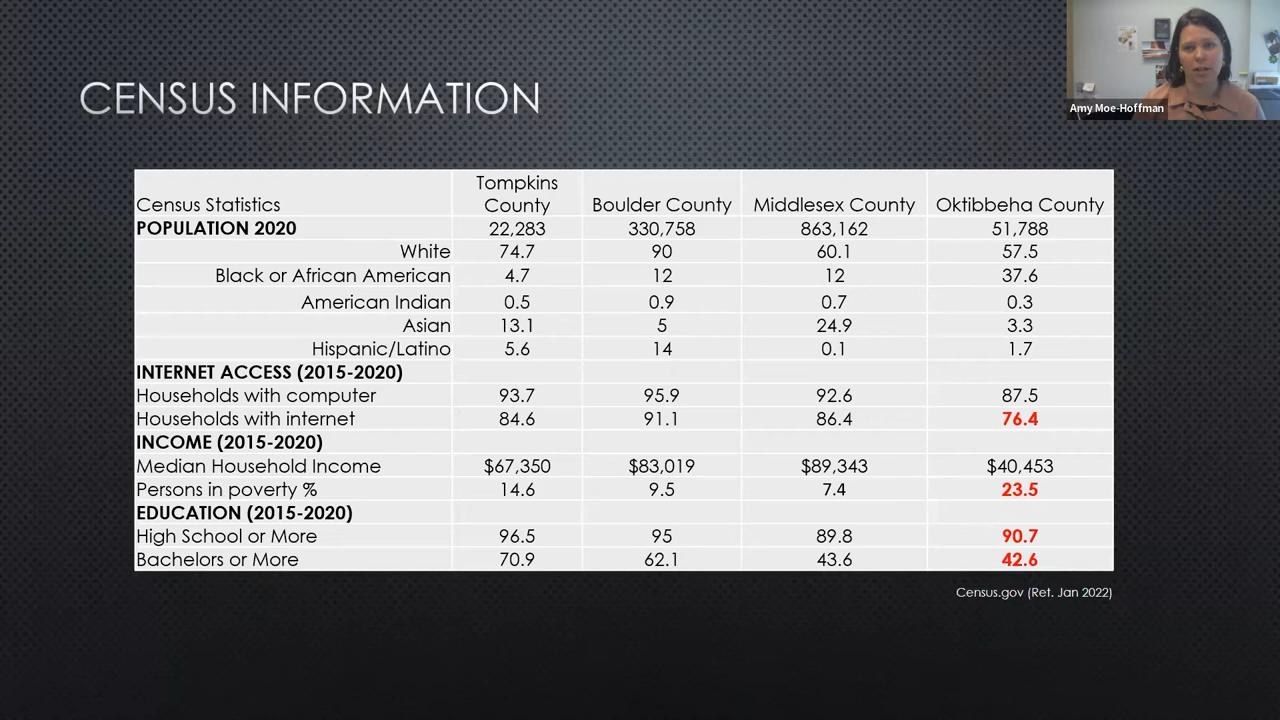 CENSUS INFORMATION
Amy Moe-Hoffman
Census Statistics Tompkins County Boulder County Middlesex County Oktibbeha County
POPULATION 2020 22,283 330,758 863,162 51,788
White 74.7 90 60.1 57.5
Black or African American 4.7 12 12 37.6
American Indian 0.5 0.9 0.7 0.3
Asian 13.1 5 24.9 3.3
Hispanic/Latino 5.6 14 0.1 1.7
INTERNET ACCESS (2015-2020)
Households with computer 93.7 95.9 92.6 87.5
Households with internet 84.6 91.1 86.4 76.4
INCOME (2015-2020)
Median Household Income $67,350 $83,019 $89,343 $40,453
Persons in poverty % 14.6 9.5 7.4 23.5
EDUCATION (2015-2020)
High School or More 96.5 95 89.8 90.7
Bachelors or More 70.9 62.1 43.6 42.6
Census.gov (Ret. Jan 2022)